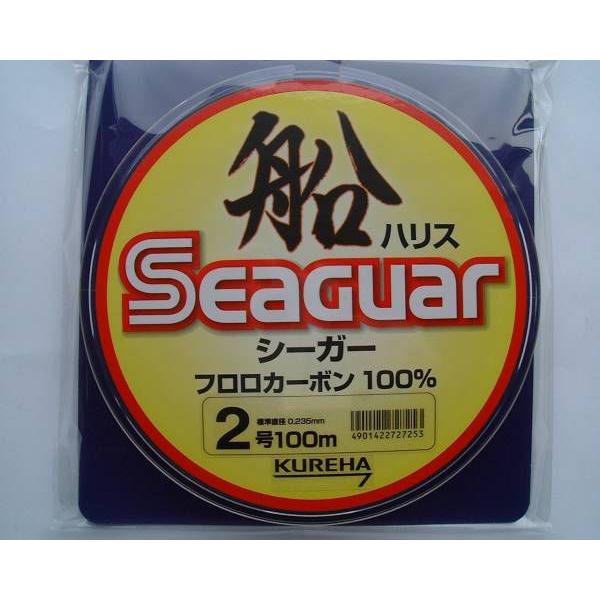 船
ハリス
Seaguar
シーガー
フロロカーボン 100%
2号100m
標準直径 0.235mm
4901422727253
KUREHA